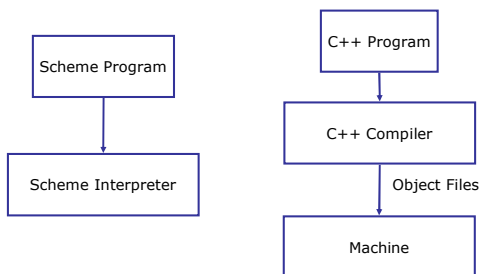 Scheme Program
Scheme Interpreter
C++ Program
C++ Compiler
Object Files
Machine